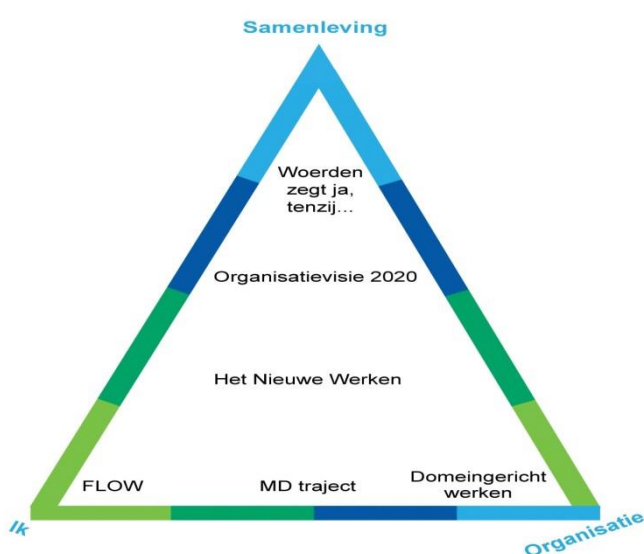 Samenleving
Woerden
zegt ja,
tenzij...
Organisatievisie 2020
Het Nieuwe Werken
FLOW
MD traject
Domeingericht
werken
Ik
Organisatie